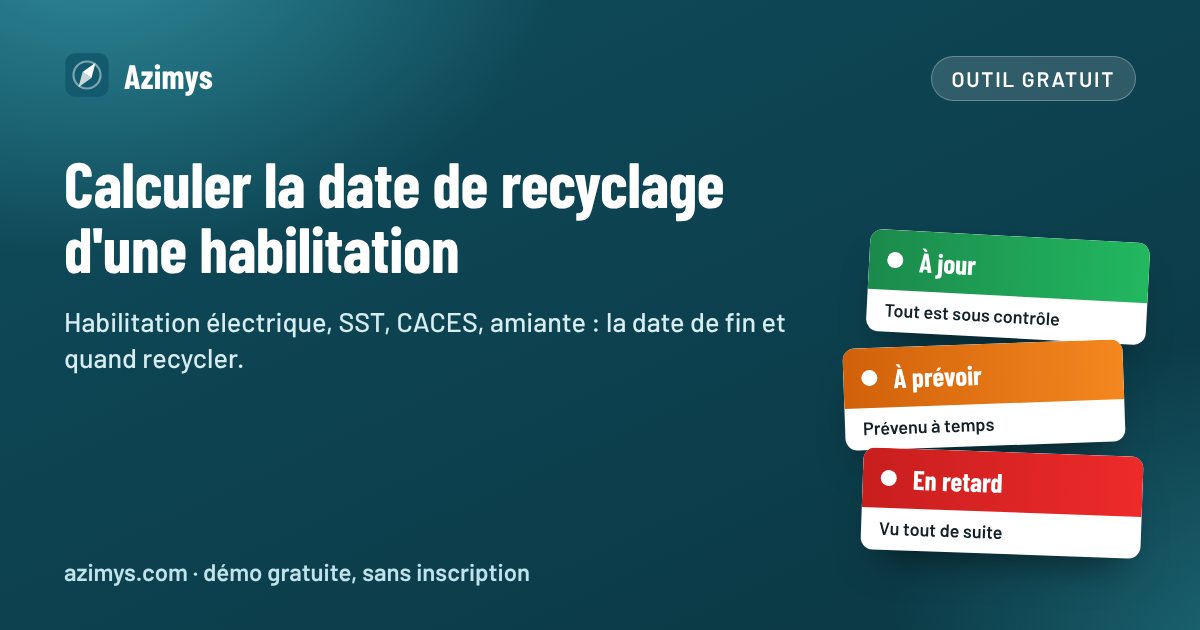 Azimys
OUTIL GRATUIT
Calculer la date de recyclage
d'une habilitation
Habilitation électrique, SST, CACES, amiante : la date de fin et
quand recycler.
À jour
Tout est sous contrôle
À prévoir
Prévenu à temps
En retard
Vu tout de suite
azimys.com · démo gratuite, sans inscription